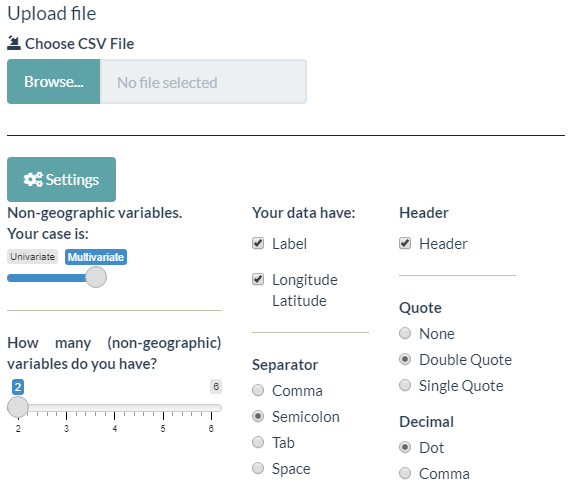 Upload file
Choose CSV File
Browse... No file selected
Settings
Non-geographic variables.
Your case is:
Univariate Multivariate
How many (non-geographic)
variables do you have?
2 6
2 3 4 5 6
Your data have:
Label
Longitude
Latitude
Separator
Comma
Semicolon
Tab
Space
Header
Header
Quote
None
Double Quote
Single Quote
Decimal
Dot
Comma